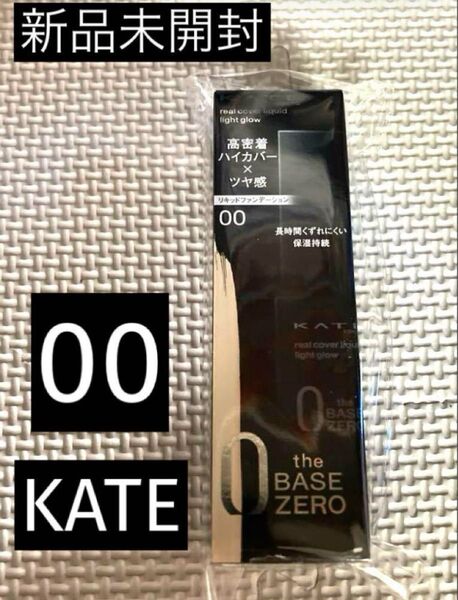 新品未開封
real cover liquid
light glow
高密着
ハイカバー
×
ツヤ感
リキッドファンデーション
00
長時間くずれにくい
保湿持続
KATE
real cover liquid
light glow
0
the
BASE
ZERO
0
the
BASE
ZERO
00
KATE